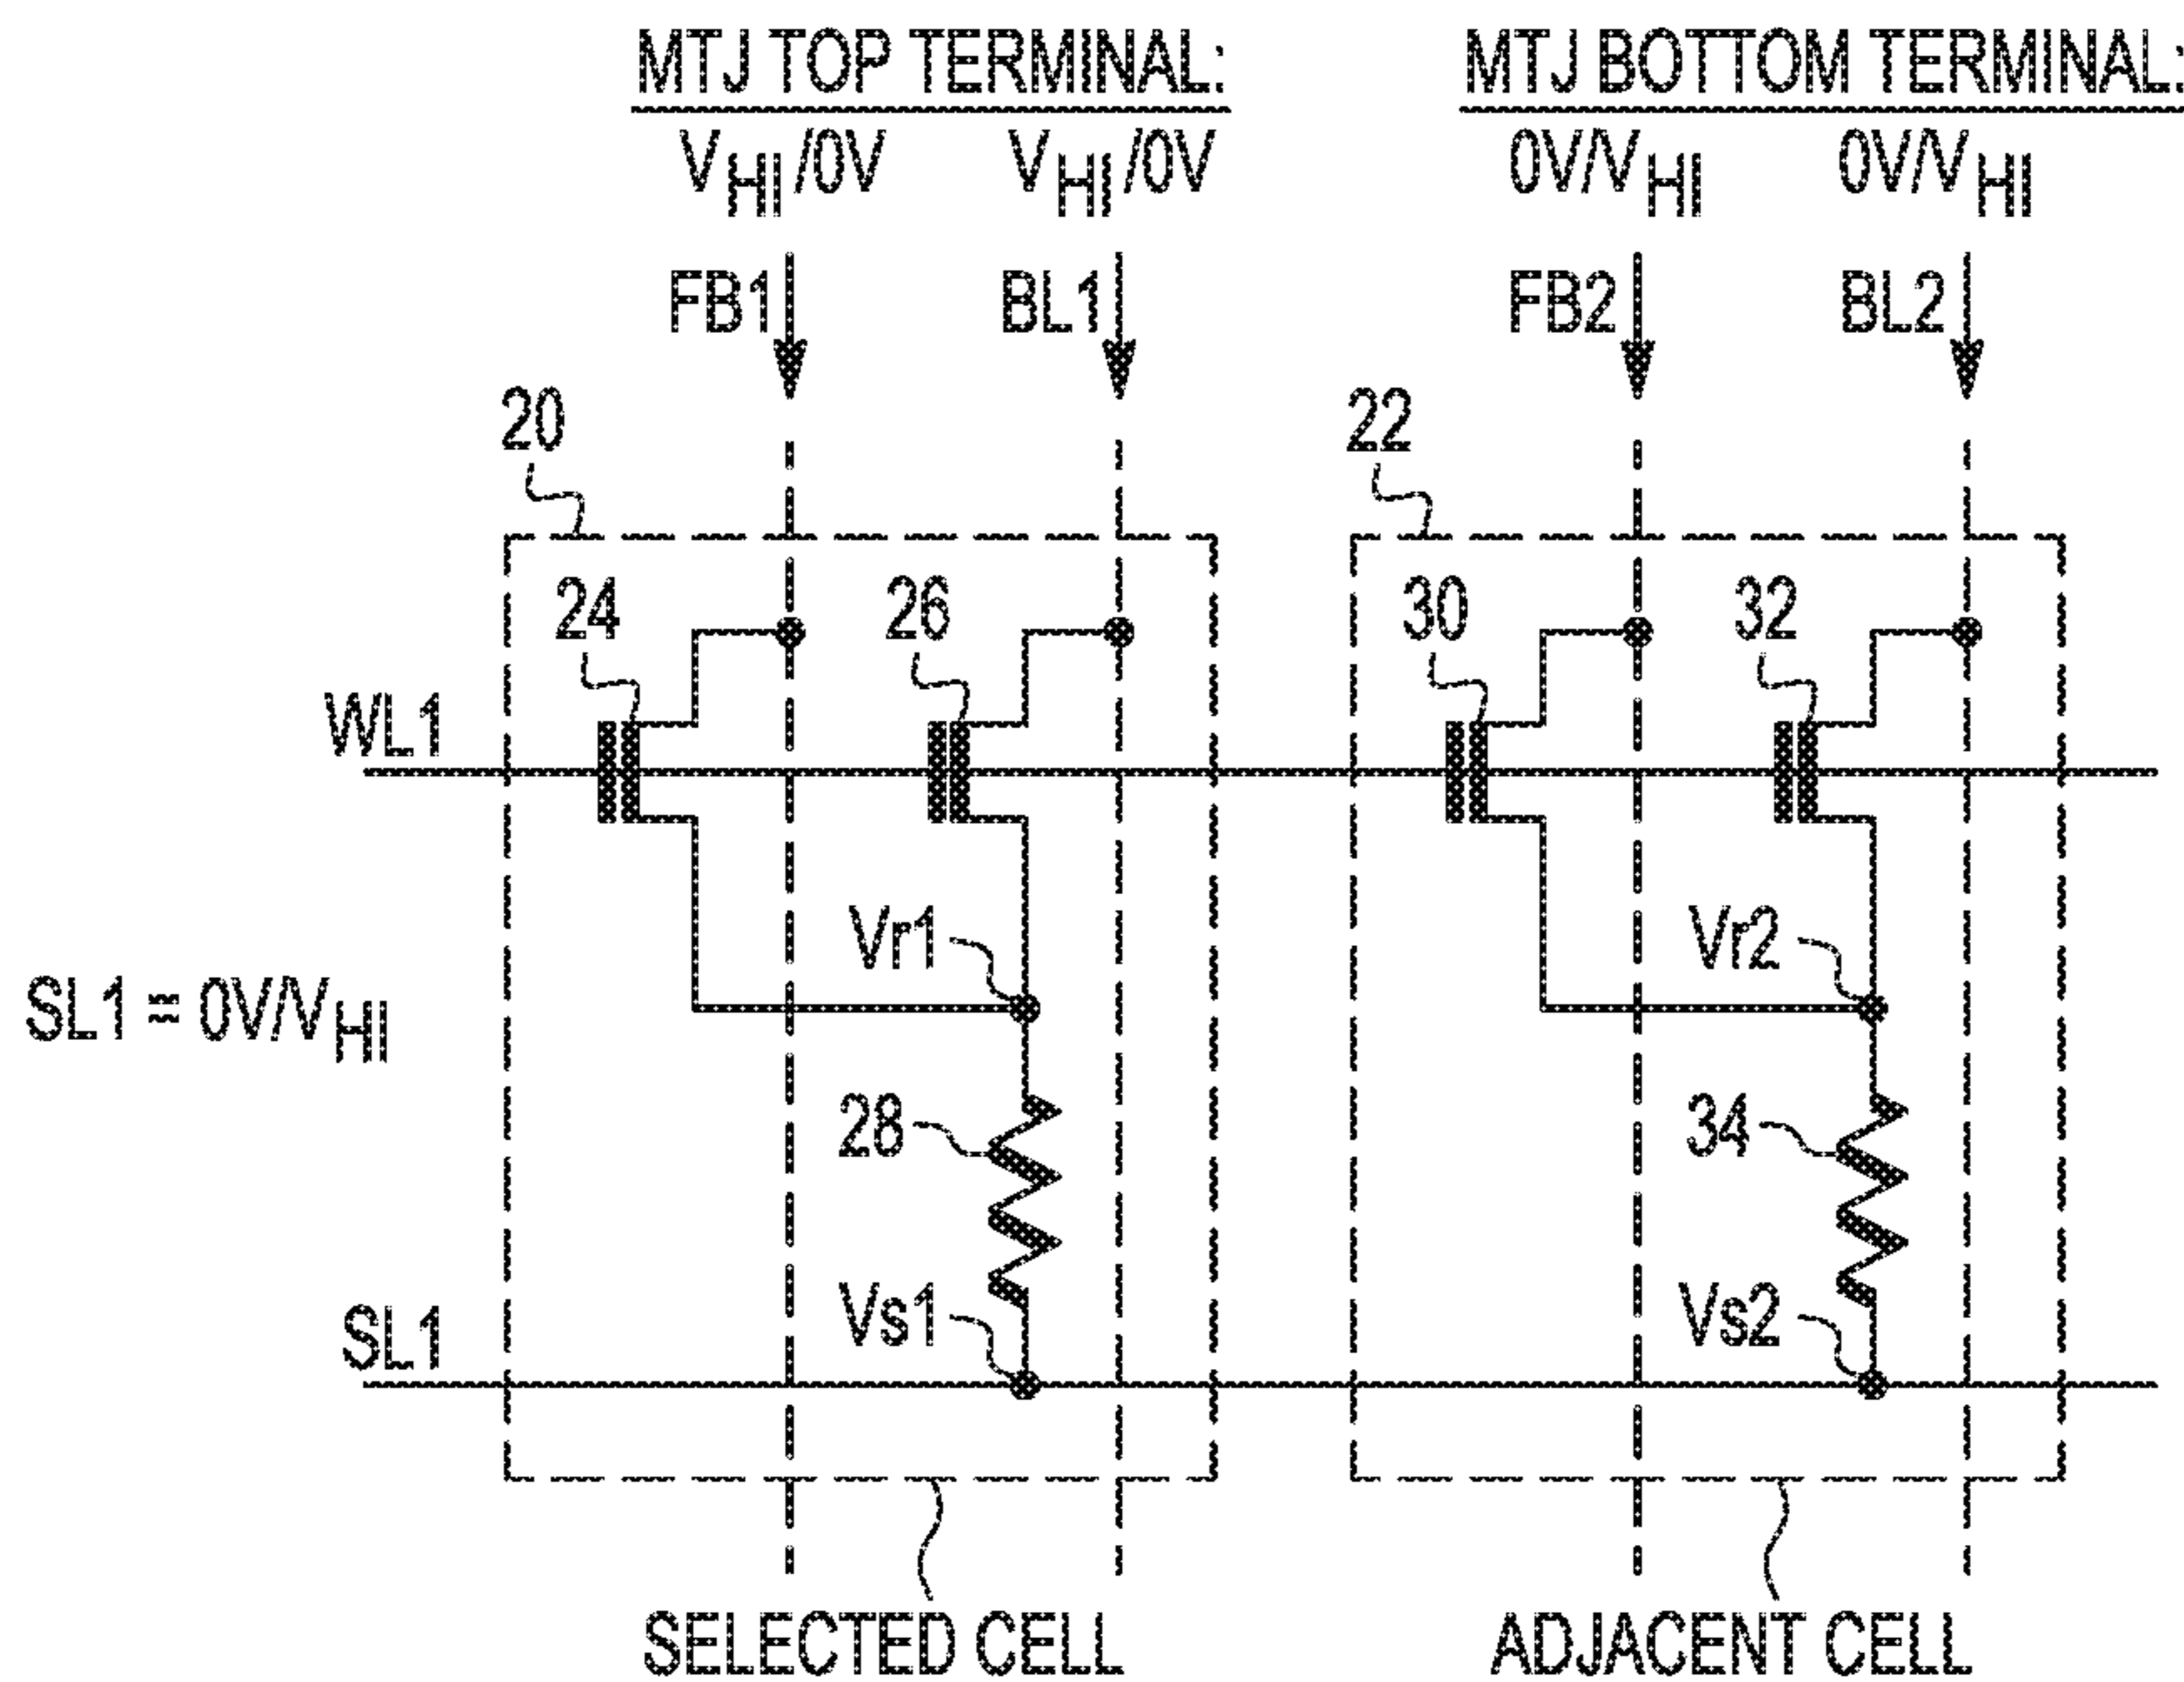 MTJ TOP TERMINAL: MTJ BOTTOM TERMINAL:
VHI/0V VHI/0V 0V/VHI 0V/VHI
FB1 BL1 FB2 BL2
20 22
24 26 30 32
WL1
Vr1 Vr2
SL1 = 0V/VHI
28 34
Vs1 Vs2
SL1
SELECTED CELL ADJACENT CELL